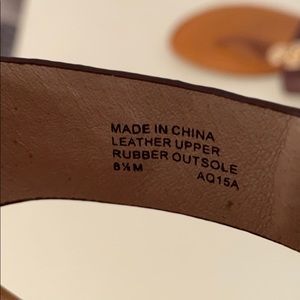 MADE IN CHINA
LEATHER UPPER
RUBBER OUTSOLE
8½M AQ15A